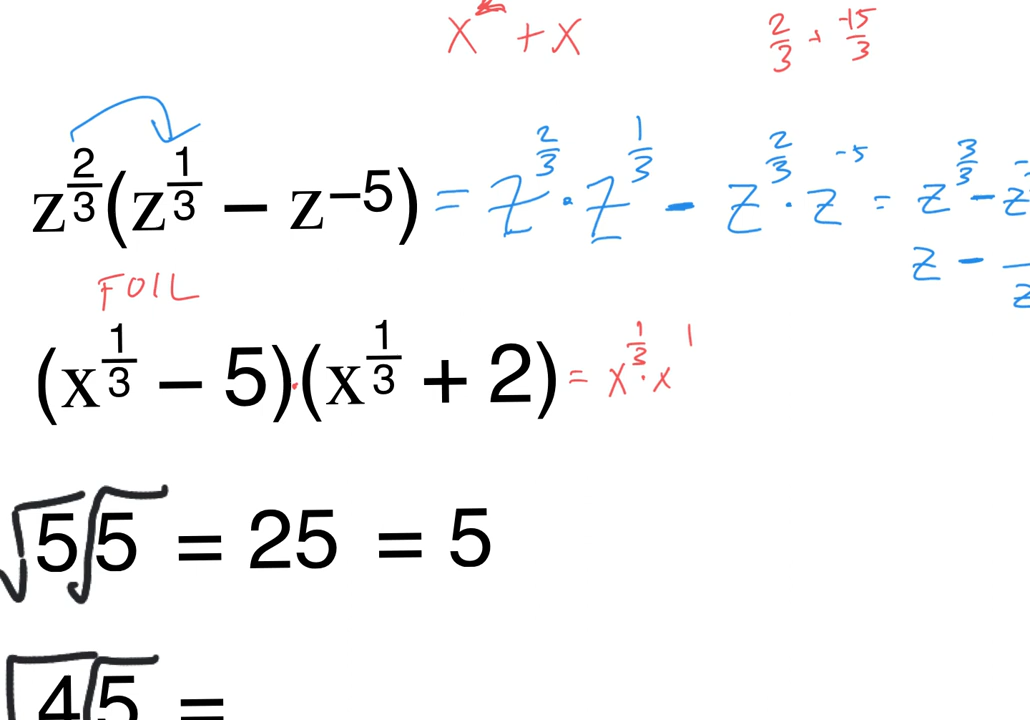 x + x
2/3 + -15/3
z^(2/3)(z^(1/3) − z^(−5)) = z^(2/3) · z^(1/3) - z^(2/3) · z^(-5) = z^(3/3) - z
z -
FOIL
(x^(1/3) − 5)·(x^(1/3) + 2) = x^(1/3) · x^1
√5√5 = 25 = 5
√4√5 =